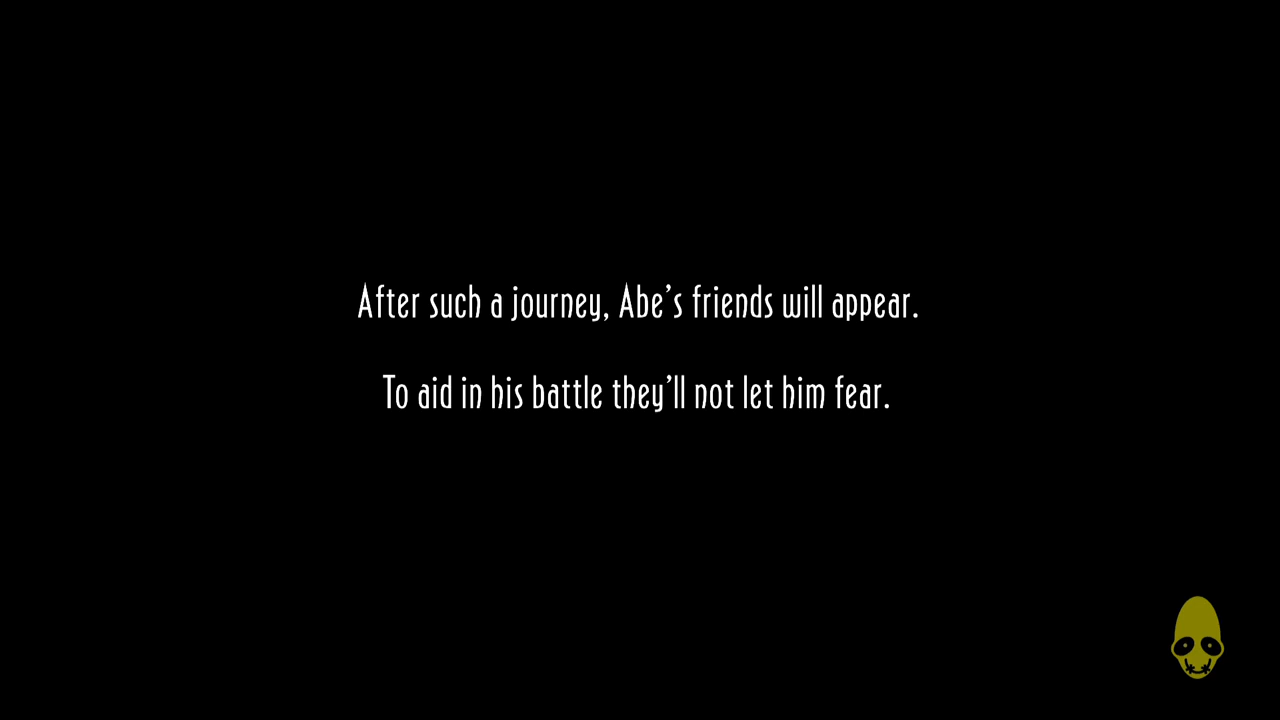 After such a journey, Abe’s friends will appear.
To aid in his battle they’ll not let him fear.